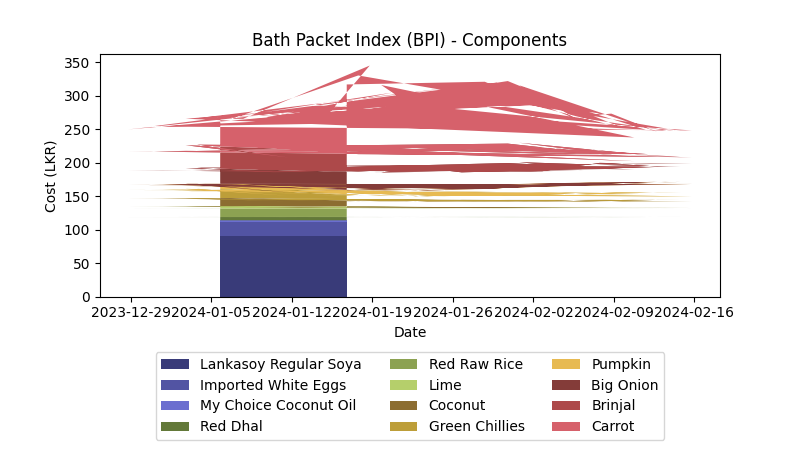 Bath Packet Index (BPI) - Components
Cost (LKR)
350
300
250
200
150
100
50
0
2023-12-29 2024-01-05 2024-01-12 2024-01-19 2024-01-26 2024-02-02 2024-02-09 2024-02-16
Date
Lankasoy Regular Soya Red Raw Rice Pumpkin
Imported White Eggs Lime Big Onion
My Choice Coconut Oil Coconut Brinjal
Red Dhal Green Chillies Carrot